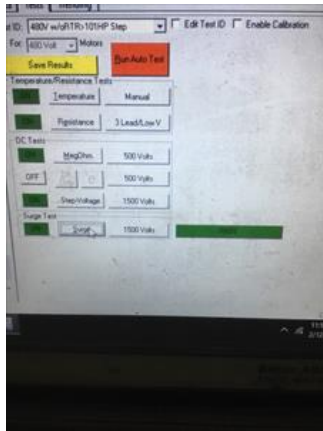 Tests Trending
ID: 480V w/oRTR>101HP Step Edit Test ID Enable Calibration
For: 480 Volt Motors
Save Results Run Auto Test
Temperature/Resistance Tests
Temperature Manual
Resistance 3 Lead/Low V
DC Tests
MegOhm 500 Volts
OFF 500 Volts
Step-Voltage 1500 Volts
Surge Test
Surge 1500 Volts